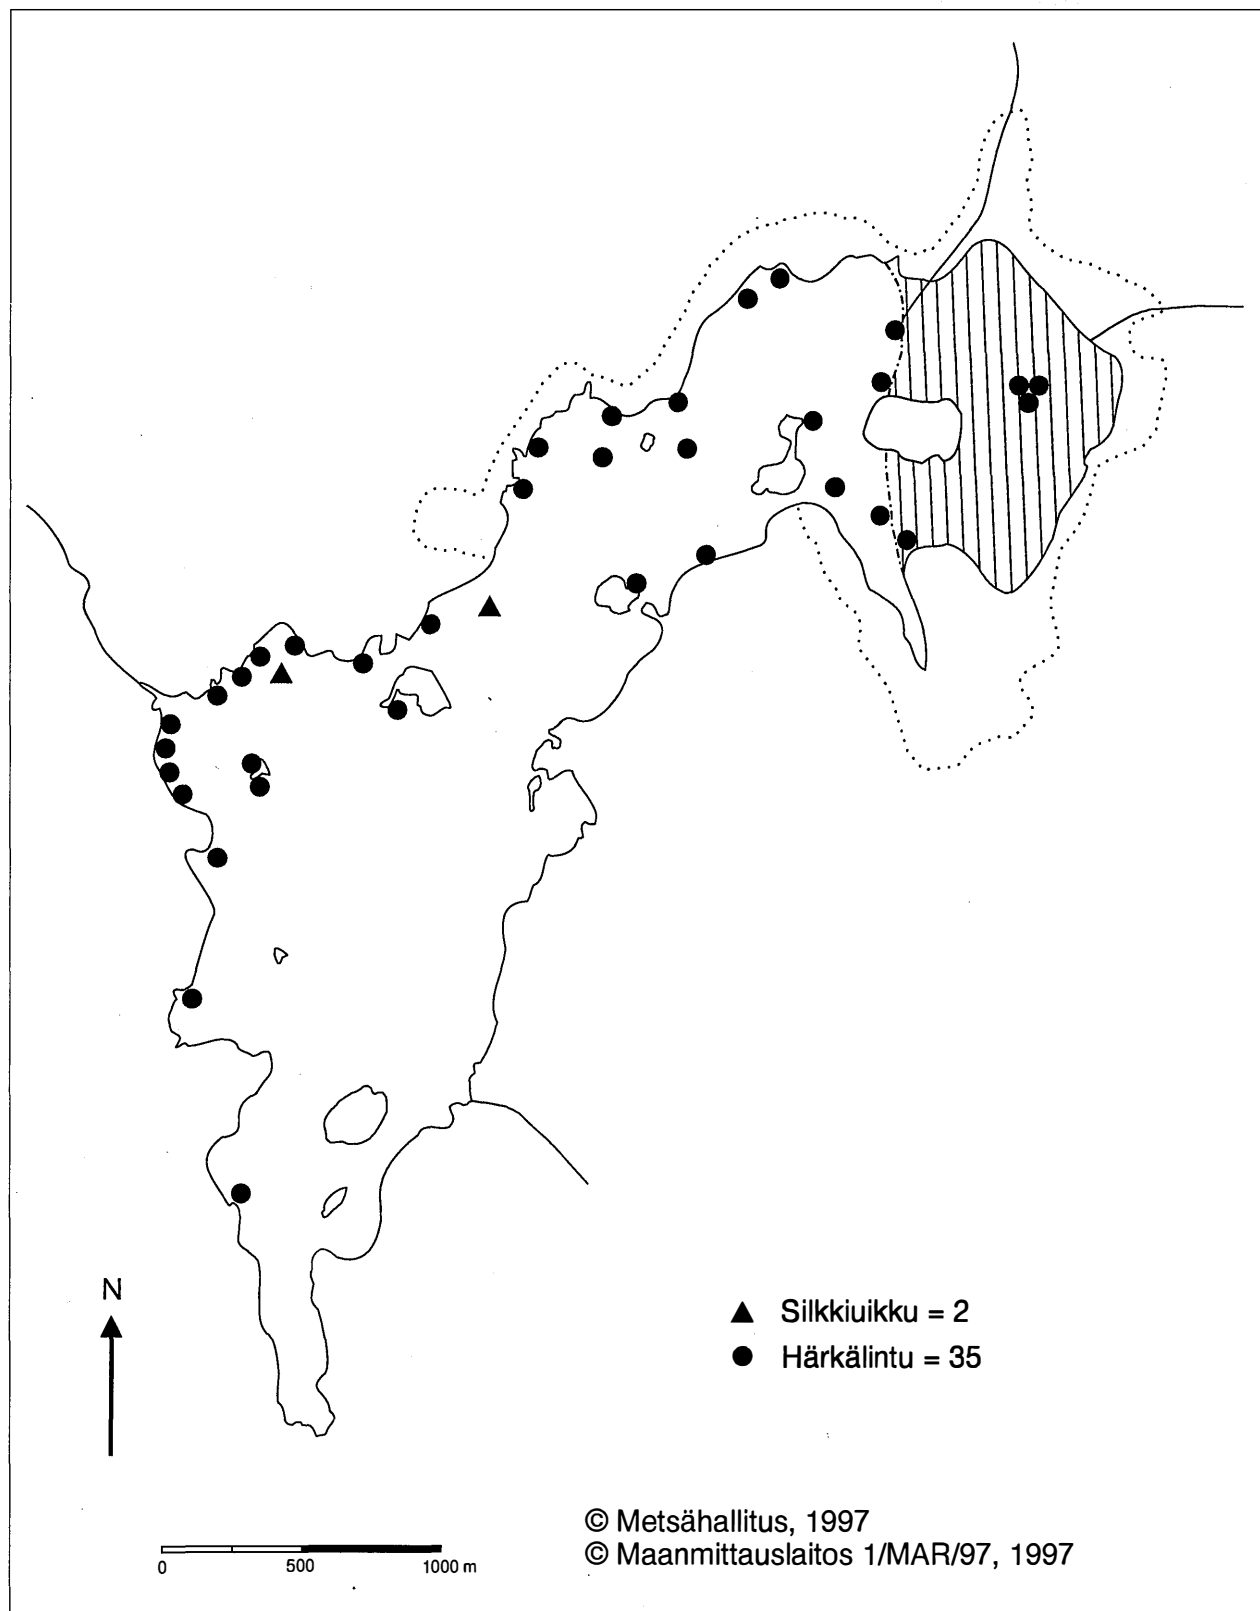 N
Silkkiuikku = 2
Härkälintu = 35
© Metsähallitus, 1997
© Maanmittauslaitos 1/MAR/97, 1997
0 500 1000 m